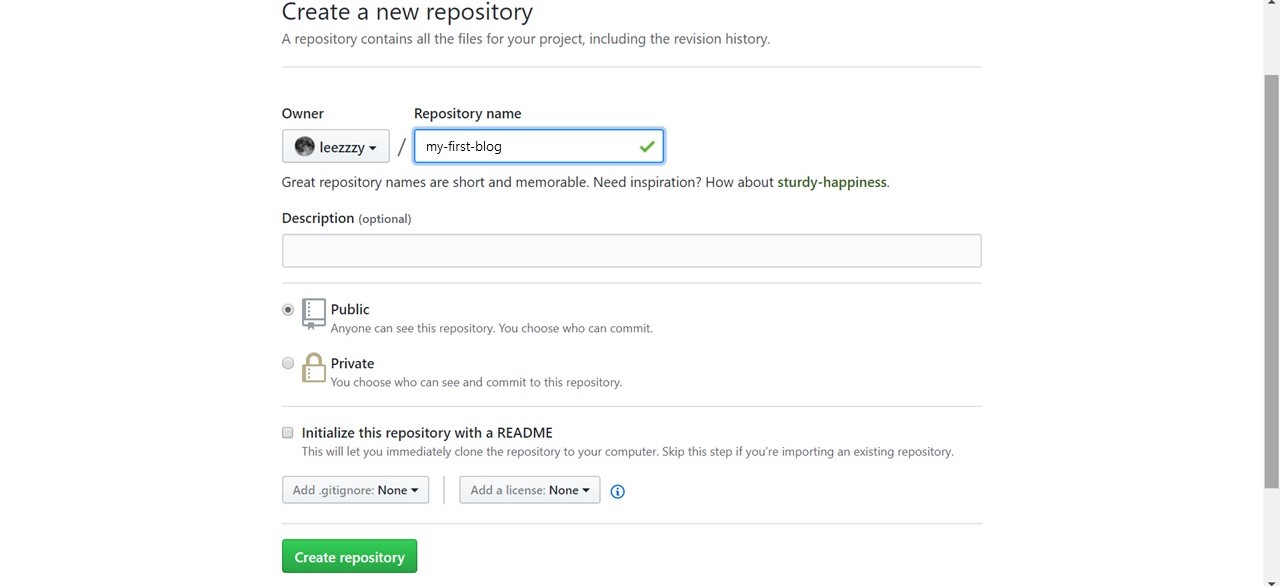 Create a new repository
A repository contains all the files for your project, including the revision history.
Owner
Repository name
leezzzy
/
my-first-blog
Great repository names are short and memorable. Need inspiration? How about sturdy-happiness.
Description (optional)
Public
Anyone can see this repository. You choose who can commit.
Private
You choose who can see and commit to this repository.
Initialize this repository with a README
This will let you immediately clone the repository to your computer. Skip this step if you’re importing an existing repository.
Add .gitignore: None
Add a license: None
Create repository